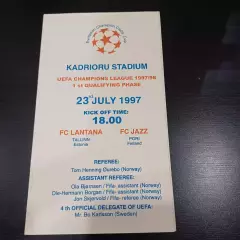 KADRIORU STADIUM
UEFA CHAMPIONS LEAGUE 1997/98
1 st QUALIFYING PHASE
23rd JULY 1997
KICK OFF TIME:
18.00
FC LANTANA FC JAZZ
TALLINN PORI
Estonia Finland
REFEREE:
Tom Henning Ovrebo (Norway)
ASSISTANT REFEREE:
Ola Bjarnsen / Fifa- assistant (Norway)
Ole-Hermann Borgan / Fifa- assistant (Norway)
Jon Skjervold / Fifa- referee (Norway)
4 th OFFICIAL DELEGATE OF UEFA:
Mr. Bo Karlsson (Sweden)